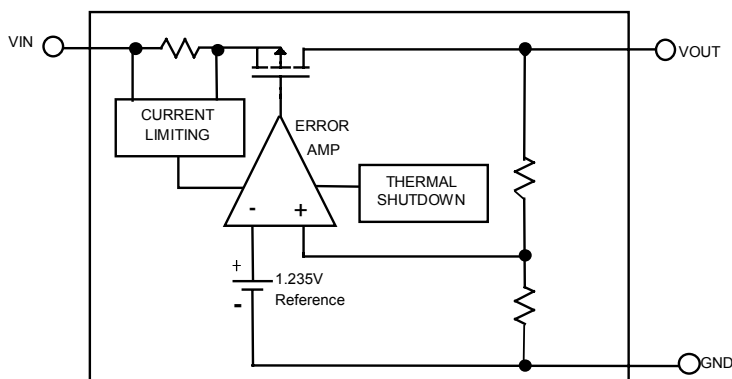 VIN
VOUT
CURRENT
LIMITING
ERROR
AMP
THERMAL
SHUTDOWN
- +
+
1.235V
Reference
-
GND